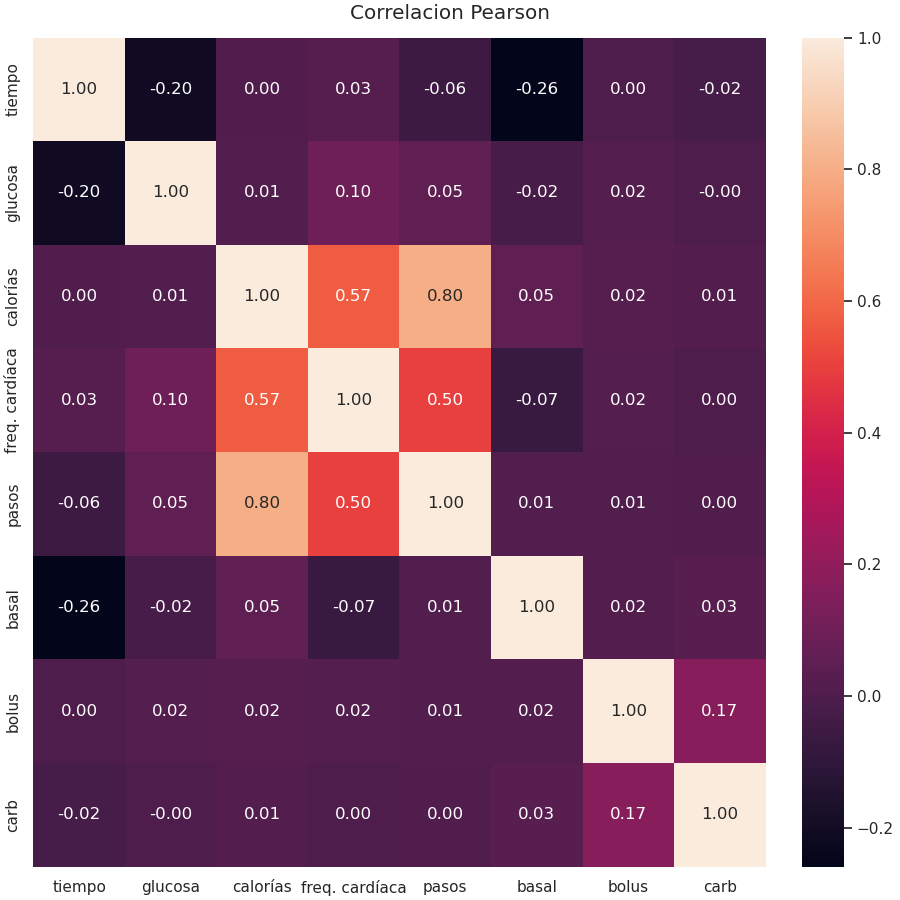 Correlacion Pearson
tiempo 1.00 -0.20 0.00 0.03 -0.06 -0.26 0.00 -0.02
glucosa -0.20 1.00 0.01 0.10 0.05 -0.02 0.02 -0.00
calorías 0.00 0.01 1.00 0.57 0.80 0.05 0.02 0.01
freq. cardíaca 0.03 0.10 0.57 1.00 0.50 -0.07 0.02 0.00
pasos -0.06 0.05 0.80 0.50 1.00 0.01 0.01 0.00
basal -0.26 -0.02 0.05 -0.07 0.01 1.00 0.02 0.03
bolus 0.00 0.02 0.02 0.02 0.01 0.02 1.00 0.17
carb -0.02 -0.00 0.01 0.00 0.00 0.03 0.17 1.00
tiempo glucosa calorías freq. cardíaca pasos basal bolus carb
1.0
0.8
0.6
0.4
0.2
0.0
−0.2